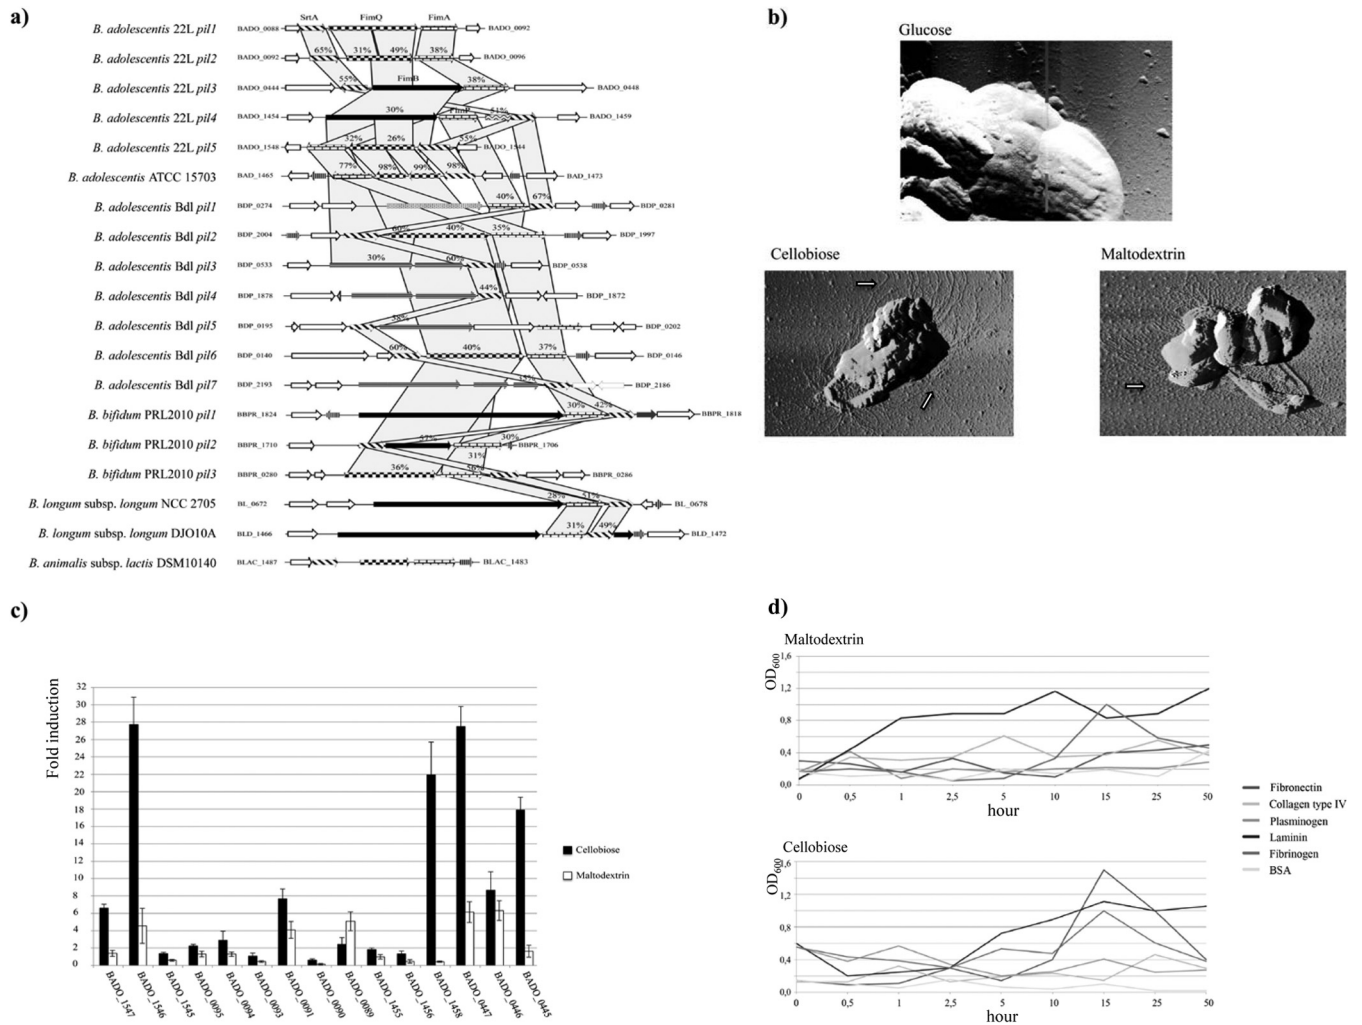 a)
SrtA FimQ FimA
B. adolescentis 22L pil1 BADO_0088 BADO_0092
65% 31% 49% 38%
B. adolescentis 22L pil2 BADO_0092 BADO_0096
55% FimB 38%
B. adolescentis 22L pil3 BADO_0444 BADO_0448
30% FimP 51%
B. adolescentis 22L pil4 BADO_1454 BADO_1459
32% 26% 55%
B. adolescentis 22L pil5 BADO_1548 BADO_1544
77% 98% 99% 98%
B. adolescentis ATCC 15703 BAD_1465 BAD_1473
40% 67%
B. adolescentis Bdl pil1 BDP_0274 BDP_0281
60% 40% 35%
B. adolescentis Bdl pil2 BDP_2004 BDP_1997
30% 60%
B. adolescentis Bdl pil3 BDP_0533 BDP_0538
44%
B. adolescentis Bdl pil4 BDP_1878 BDP_1872
38%
B. adolescentis Bdl pil5 BDP_0195 BDP_0202
60% 40% 37%
B. adolescentis Bdl pil6 BDP_0140 BDP_0146
B. adolescentis Bdl pil7 BDP_2193 BDP_2186
30% 42%
B. bifidum PRL2010 pil1 BBPR_1824 BBPR_1818
30%
B. bifidum PRL2010 pil2 BBPR_1710 BBPR_1706
31%
36% 56%
B. bifidum PRL2010 pil3 BBPR_0280 BBPR_0286
28% 51%
B. longum subsp. longum NCC 2705 BL_0672 BL_0678
31% 49%
B. longum subsp. longum DJO10A BLD_1466 BLD_1472
B. animalis subsp. lactis DSM10140 BLAC_1487 BLAC_1483
b)
Glucose
Cellobiose Maltodextrin
c)
Fold induction
32
30
28
26
24
22
20
18
16
14
12
10
8
6
4
2
0
BADO_1547
BADO_1546
BADO_1545
BADO_0095
BADO_0094
BADO_0093
BADO_0091
BADO_0090
BADO_0089
BADO_1455
BADO_1456
BADO_1458
BADO_0447
BADO_0446
BADO_0445
Cellobiose
Maltodextrin
d)
Maltodextrin
OD600
1,6
1,2
0,8
0,4
0,0
0 0,5 1 2,5 5 10 15 25 50
hour
Cellobiose
OD600
1,6
1,2
0,8
0,4
0,0
0 0,5 1 2,5 5 10 15 25 50
hour
Fibronectin
Collagen type IV
Plasminogen
Laminin
Fibrinogen
BSA